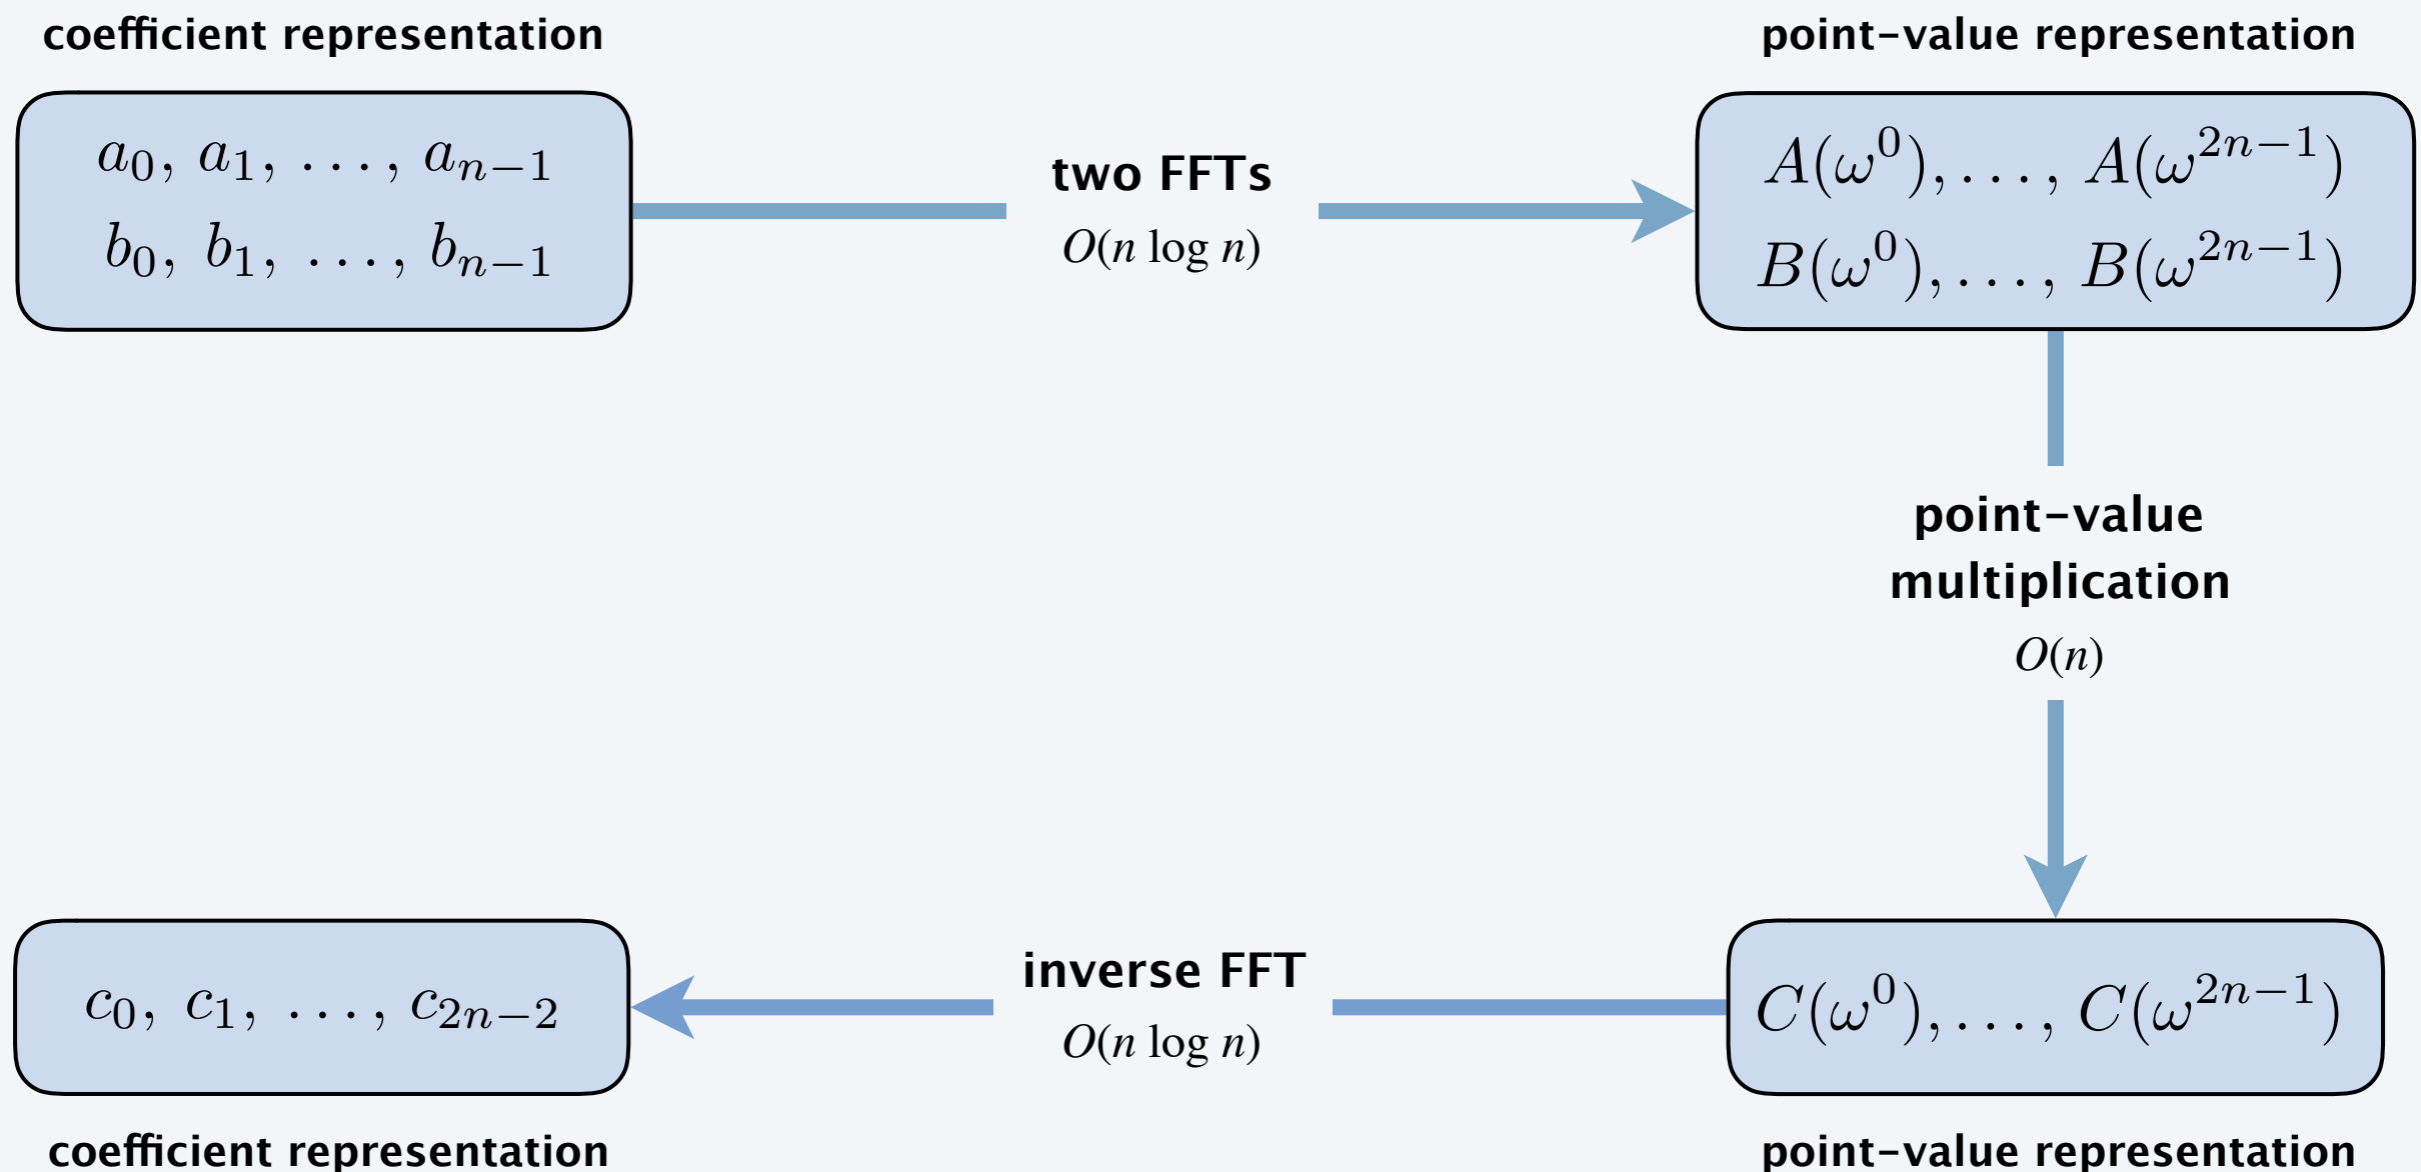 coefficient representation
point-value representation
a₀, a₁, …, aₙ₋₁
b₀, b₁, …, bₙ₋₁
two FFTs
O(n log n)
A(ω⁰), …, A(ω²ⁿ⁻¹)
B(ω⁰), …, B(ω²ⁿ⁻¹)
point-value
multiplication
O(n)
c₀, c₁, …, c₂ₙ₋₂
inverse FFT
O(n log n)
C(ω⁰), …, C(ω²ⁿ⁻¹)
coefficient representation
point-value representation